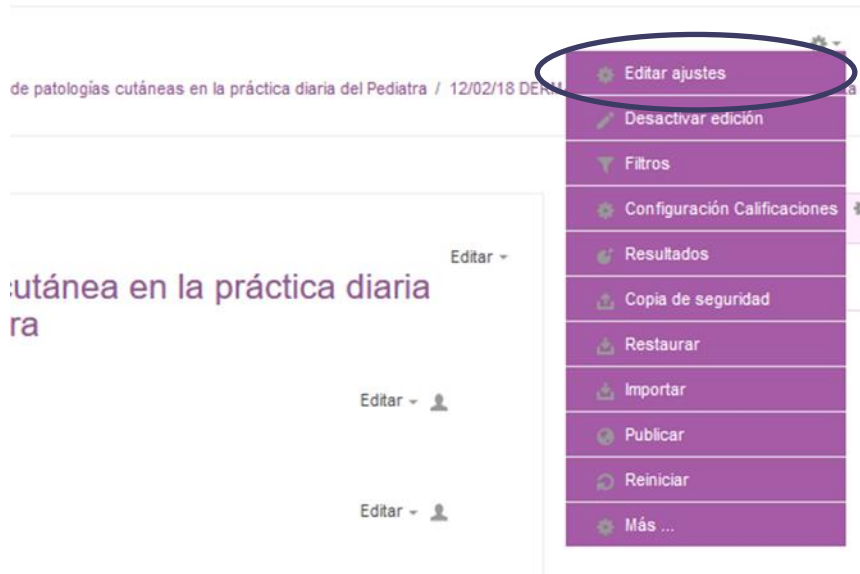 de patologías cutáneas en la práctica diaria del Pediatra / 12/02/18 DERM
Editar ajustes
Desactivar edición
Filtros
Configuración Calificaciones
Resultados
Copia de seguridad
Restaurar
Importar
Publicar
Reiniciar
Más ...
Editar
cutánea en la práctica diaria
ra
Editar
Editar